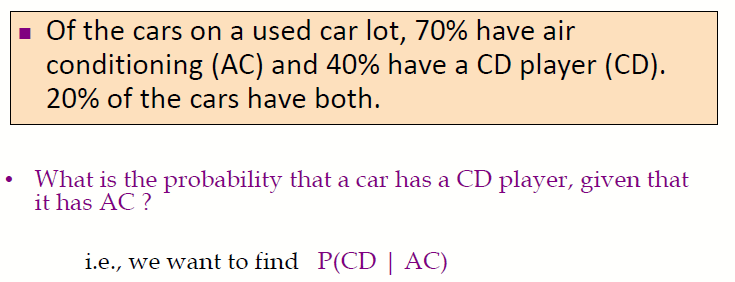 ▪ Of the cars on a used car lot, 70% have air
conditioning (AC) and 40% have a CD player (CD).
20% of the cars have both.
• What is the probability that a car has a CD player, given that
it has AC ?
i.e., we want to find P(CD | AC)